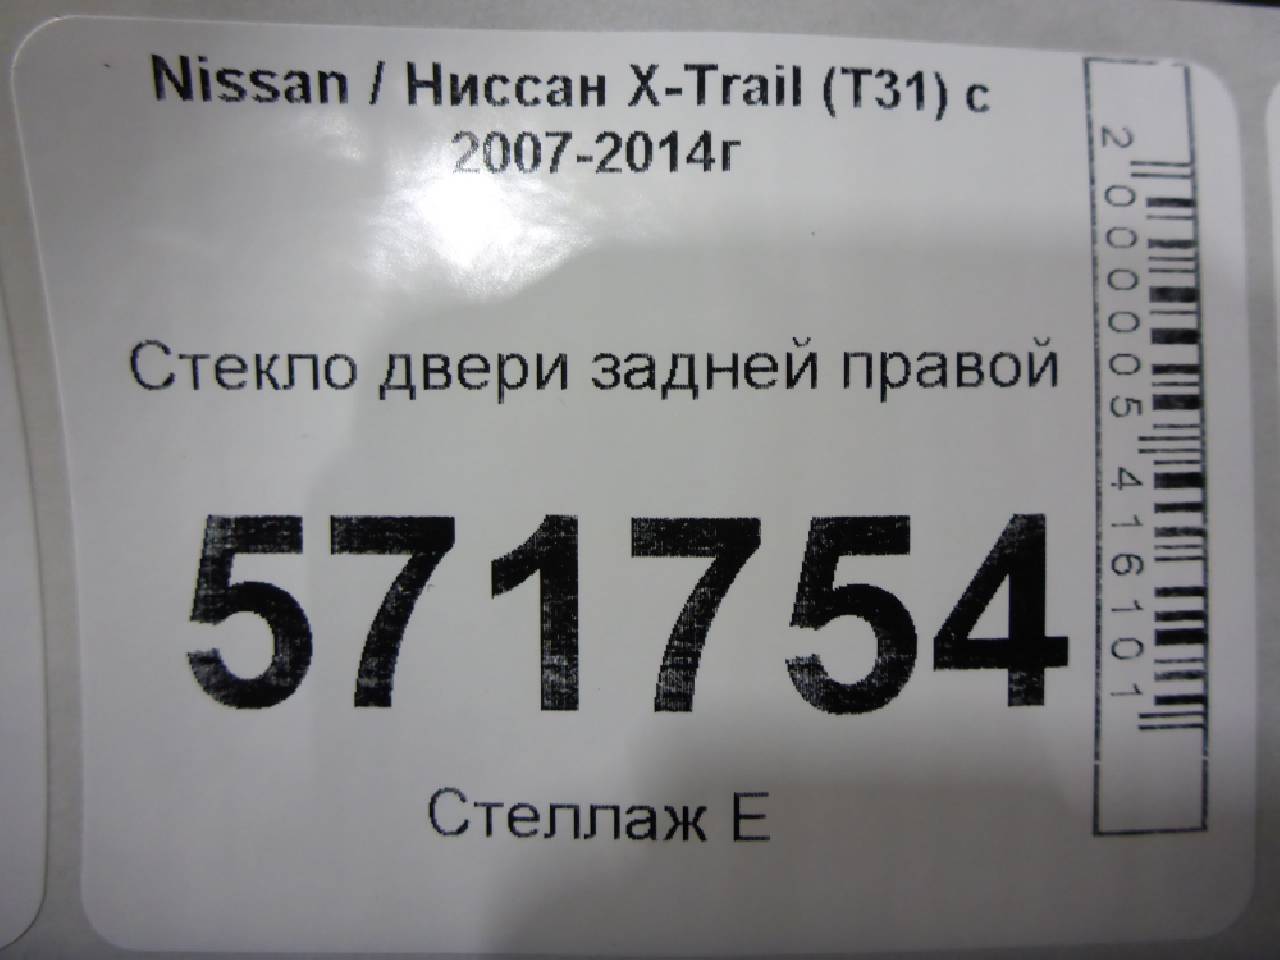 Nissan / Ниссан X-Trail (T31) с
2007-2014г
Стекло двери задней правой
571754
Стеллаж Е
2000005416101